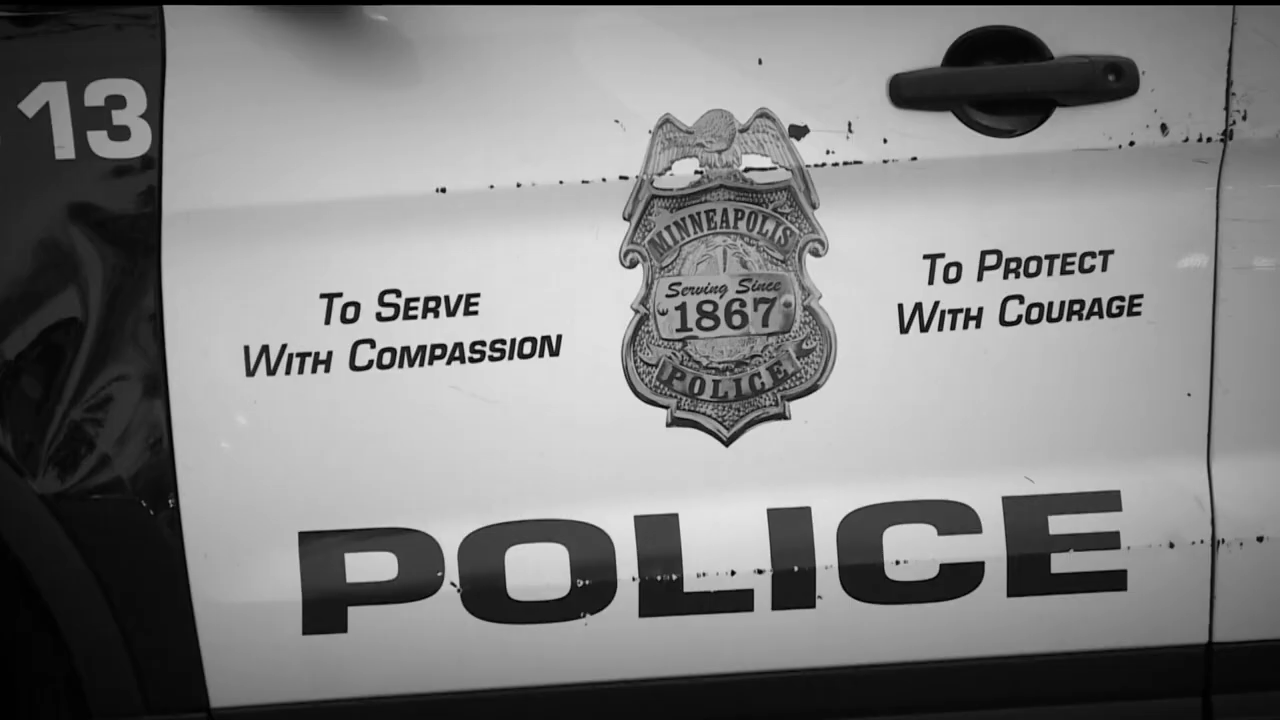 13
To Serve
With Compassion
MINNEAPOLIS
Serving Since
1867
POLICE
To Protect
With Courage
POLICE